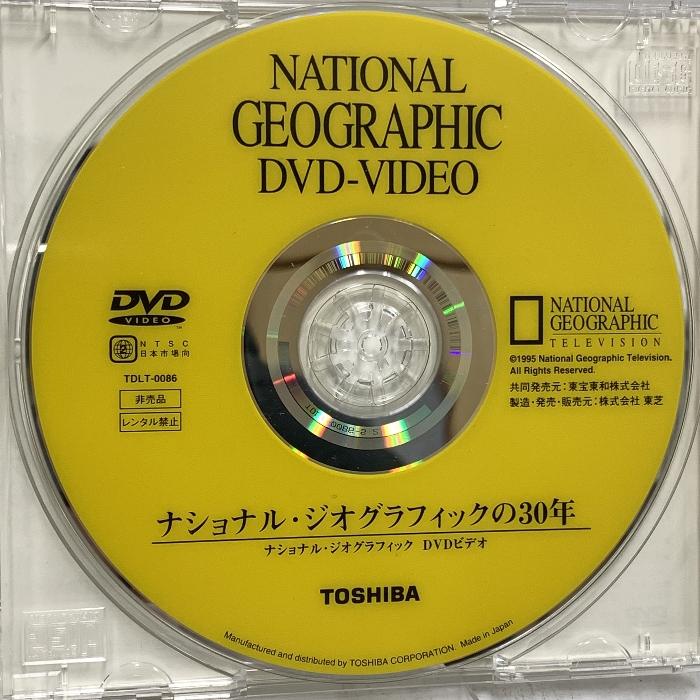 NATIONAL
GEOGRAPHIC
DVD-VIDEO
DVD
VIDEO
2
NTSC
日本市場向
TDLT-0086
非売品
レンタル禁止
NATIONAL
GEOGRAPHIC
TELEVISION
©1995 National Geographic Television.
All Rights Reserved.
共同発売元：東宝東和株式会社
製造・発売・販売元：株式会社 東芝
ナショナル・ジオグラフィックの30年
ナショナル・ジオグラフィック DVDビデオ
TOSHIBA
Manufactured and distributed by TOSHIBA CORPORATION. Made in Japan